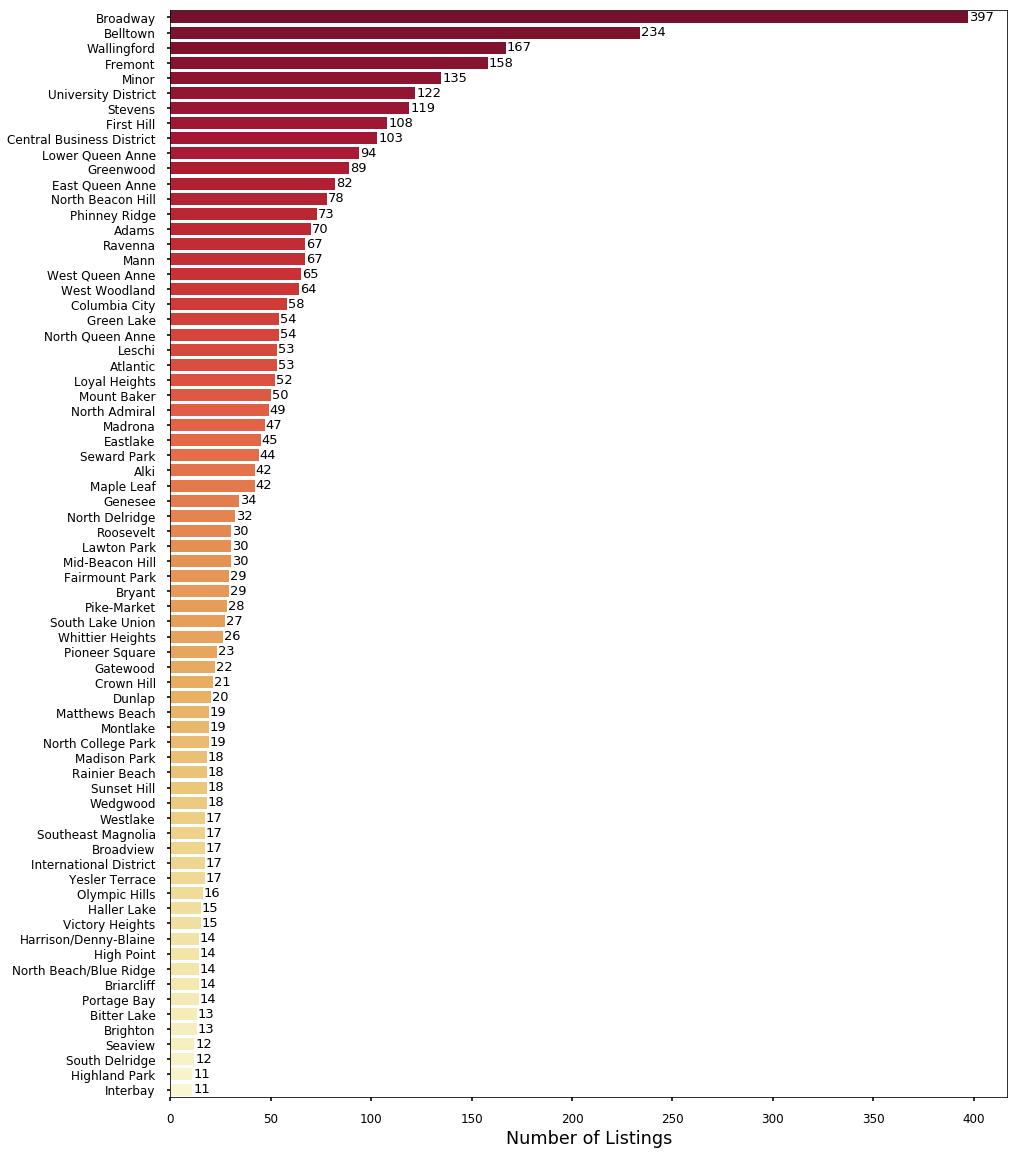 Broadway 397
Belltown 234
Wallingford 167
Fremont 158
Minor 135
University District 122
Stevens 119
First Hill 108
Central Business District 103
Lower Queen Anne 94
Greenwood 89
East Queen Anne 82
North Beacon Hill 78
Phinney Ridge 73
Adams 70
Ravenna 67
Mann 67
West Queen Anne 65
West Woodland 64
Columbia City 58
Green Lake 54
North Queen Anne 54
Leschi 53
Atlantic 53
Loyal Heights 52
Mount Baker 50
North Admiral 49
Madrona 47
Eastlake 45
Seward Park 44
Alki 42
Maple Leaf 42
Genesee 34
North Delridge 32
Roosevelt 30
Lawton Park 30
Mid-Beacon Hill 30
Fairmount Park 29
Bryant 29
Pike-Market 28
South Lake Union 27
Whittier Heights 26
Pioneer Square 23
Gatewood 22
Crown Hill 21
Dunlap 20
Matthews Beach 19
Montlake 19
North College Park 19
Madison Park 18
Rainier Beach 18
Sunset Hill 18
Wedgwood 18
Westlake 17
Southeast Magnolia 17
Broadview 17
International District 17
Yesler Terrace 17
Olympic Hills 16
Haller Lake 15
Victory Heights 15
Harrison/Denny-Blaine 14
High Point 14
North Beach/Blue Ridge 14
Briarcliff 14
Portage Bay 14
Bitter Lake 13
Brighton 13
Seaview 12
South Delridge 12
Highland Park 11
Interbay 11
0 50 100 150 200 250 300 350 400
Number of Listings